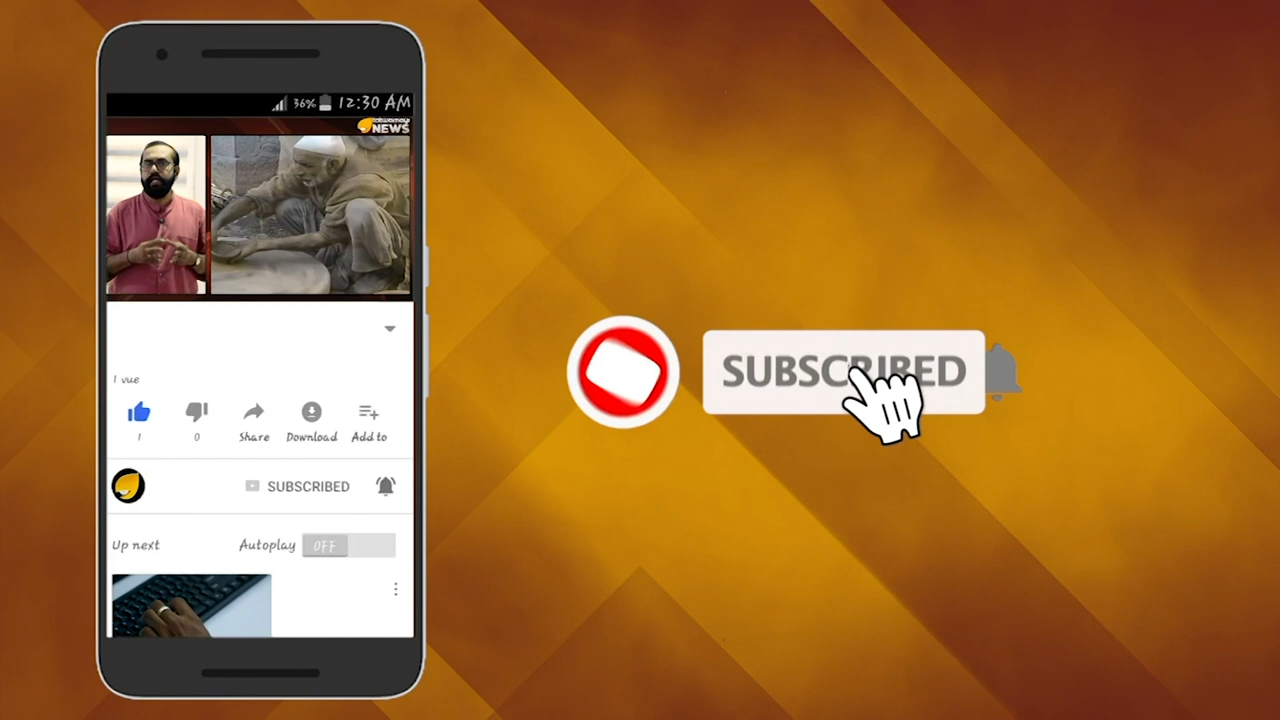 36%
12:30 AM
NEWS
1 vue
1
0
Share
Download
Add to
SUBSCRIBED
Up next
Autoplay
OFF
SUBSCRIBED